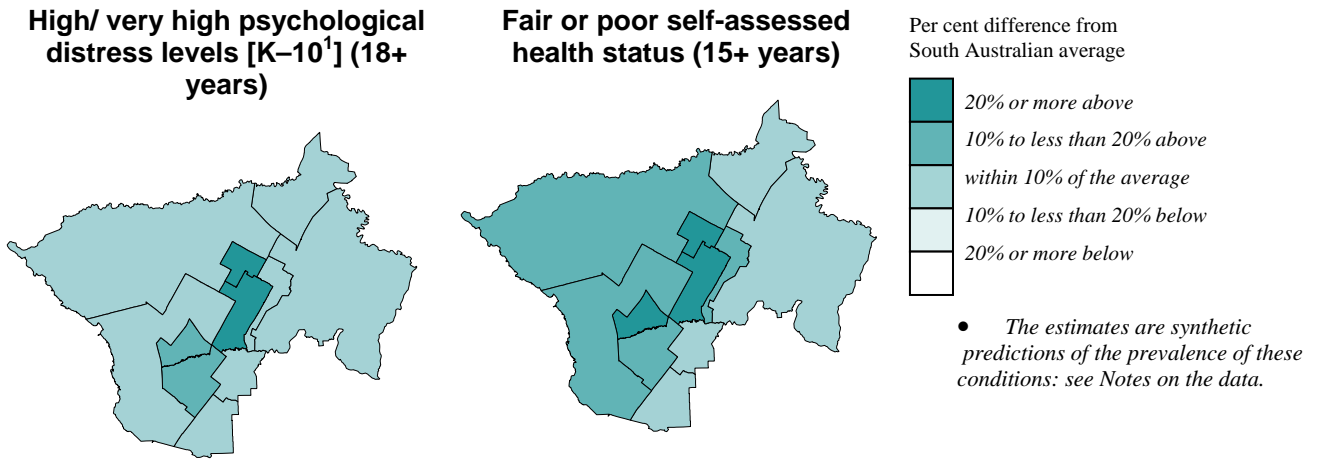 High/ very high psychological
distress levels [K–10¹] (18+
years)
Fair or poor self-assessed
health status (15+ years)
Per cent difference from
South Australian average
20% or more above
10% to less than 20% above
within 10% of the average
10% to less than 20% below
20% or more below
• The estimates are synthetic
predictions of the prevalence of these
conditions: see Notes on the data.